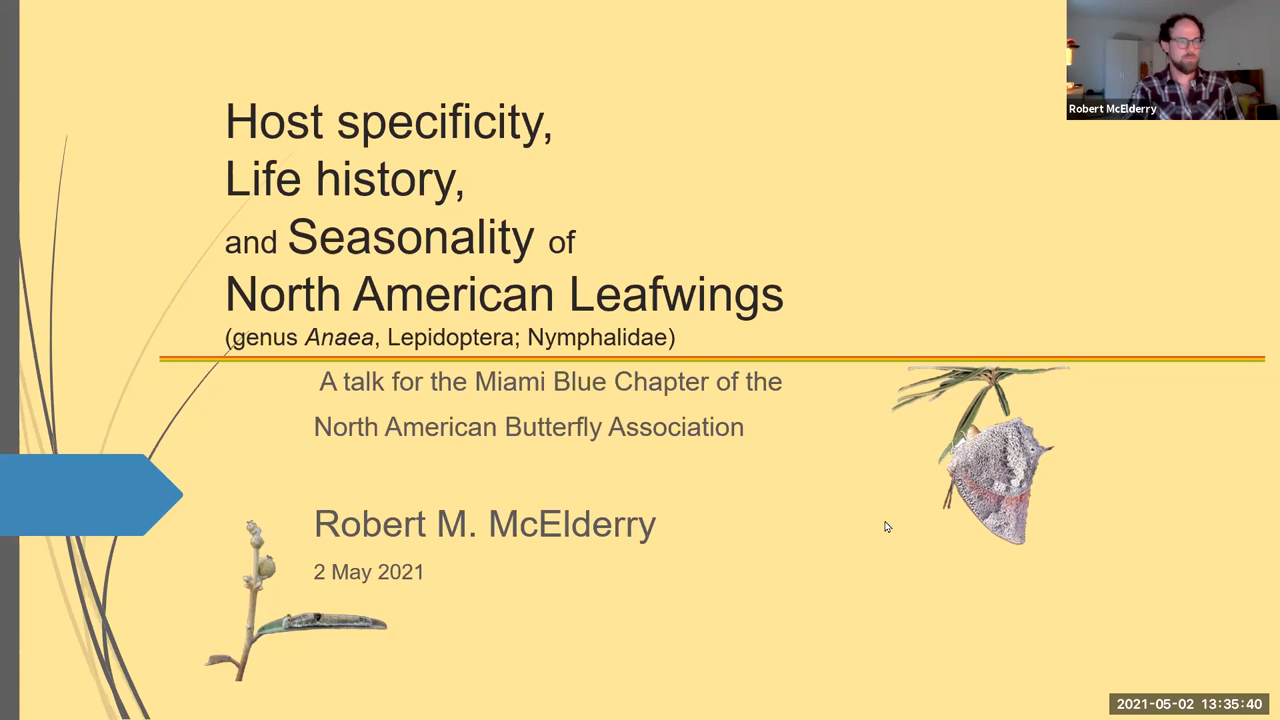 Host specificity,
Life history,
and Seasonality of
North American Leafwings
(genus Anaea, Lepidoptera; Nymphalidae)
A talk for the Miami Blue Chapter of the
North American Butterfly Association
Robert M. McElderry
2 May 2021
Robert McElderry
2021-05-02 13:35:40